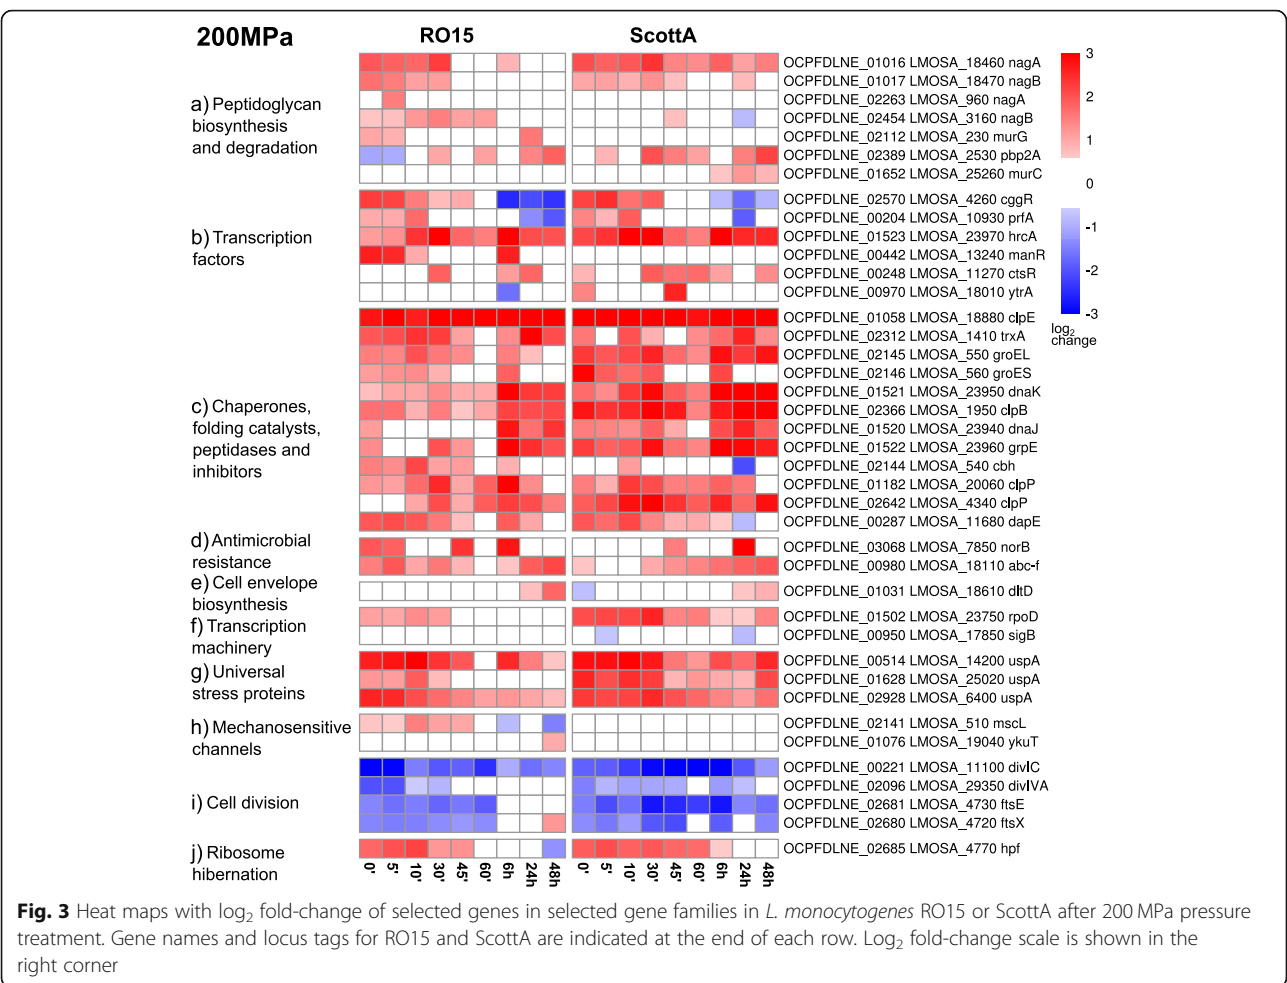 200MPa
RO15
ScottA
a) Peptidoglycan
biosynthesis
and degradation
OCPFDLNE_01016 LMOSA_18460 nagA
OCPFDLNE_01017 LMOSA_18470 nagB
OCPFDLNE_02263 LMOSA_960 nagA
OCPFDLNE_02454 LMOSA_3160 nagB
OCPFDLNE_02112 LMOSA_230 murG
OCPFDLNE_02389 LMOSA_2530 pbp2A
OCPFDLNE_01652 LMOSA_25260 murC
b) Transcription
factors
OCPFDLNE_02570 LMOSA_4260 cggR
OCPFDLNE_00204 LMOSA_10930 prfA
OCPFDLNE_01523 LMOSA_23970 hrcA
OCPFDLNE_00442 LMOSA_13240 manR
OCPFDLNE_00248 LMOSA_11270 ctsR
OCPFDLNE_00970 LMOSA_18010 ytrA
c) Chaperones,
folding catalysts,
peptidases and
inhibitors
OCPFDLNE_01058 LMOSA_18880 clpE
OCPFDLNE_02312 LMOSA_1410 trxA
OCPFDLNE_02145 LMOSA_550 groEL
OCPFDLNE_02146 LMOSA_560 groES
OCPFDLNE_01521 LMOSA_23950 dnaK
OCPFDLNE_02366 LMOSA_1950 clpB
OCPFDLNE_01520 LMOSA_23940 dnaJ
OCPFDLNE_01522 LMOSA_23960 grpE
OCPFDLNE_02144 LMOSA_540 cbh
OCPFDLNE_01182 LMOSA_20060 clpP
OCPFDLNE_02642 LMOSA_4340 clpP
OCPFDLNE_00287 LMOSA_11680 dapE
d) Antimicrobial
resistance
OCPFDLNE_03068 LMOSA_7850 norB
OCPFDLNE_00980 LMOSA_18110 abc-f
e) Cell envelope
biosynthesis
OCPFDLNE_01031 LMOSA_18610 dltD
f) Transcription
machinery
OCPFDLNE_01502 LMOSA_23750 rpoD
OCPFDLNE_00950 LMOSA_17850 sigB
g) Universal
stress proteins
OCPFDLNE_00514 LMOSA_14200 uspA
OCPFDLNE_01628 LMOSA_25020 uspA
OCPFDLNE_02928 LMOSA_6400 uspA
h) Mechanosensitive
channels
OCPFDLNE_02141 LMOSA_510 mscL
OCPFDLNE_01076 LMOSA_19040 ykuT
i) Cell division
OCPFDLNE_00221 LMOSA_11100 divIC
OCPFDLNE_02096 LMOSA_29350 divIVA
OCPFDLNE_02681 LMOSA_4730 ftsE
OCPFDLNE_02680 LMOSA_4720 ftsX
j) Ribosome
hibernation
OCPFDLNE_02685 LMOSA_4770 hpf
0' 5' 10' 30' 45' 60' 6h 24h 48h
0' 5' 10' 30' 45' 60' 6h 24h 48h
3
2
1
0
-1
-2
-3
log2
change
Fig. 3 Heat maps with log2 fold-change of selected genes in selected gene families in L. monocytogenes RO15 or ScottA after 200 MPa pressure
treatment. Gene names and locus tags for RO15 and ScottA are indicated at the end of each row. Log2 fold-change scale is shown in the
right corner